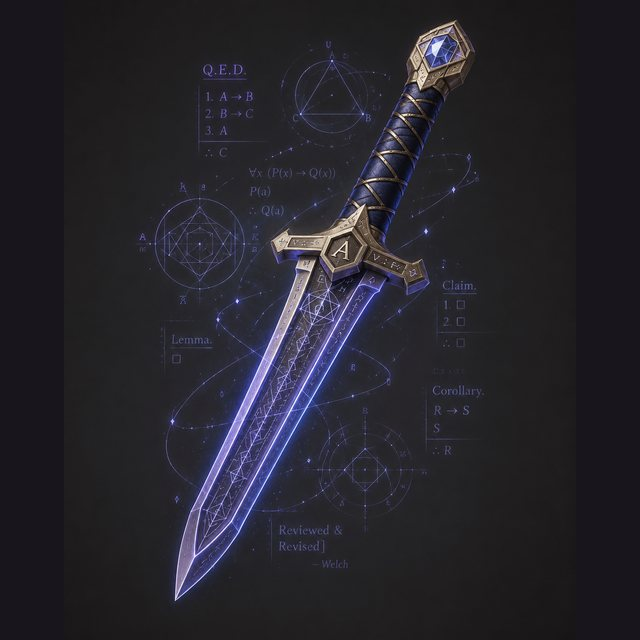 Q.E.D.
1. A → B
2. B → C
3. A
∴ C
∀x (P(x) → Q(x))
P(a)
∴ Q(a)
A
Claim.
1. □
2. □
∴ □
Lemma.
□
Corollary.
R → S
S
∴ R
Reviewed &
Revised]
– Welch